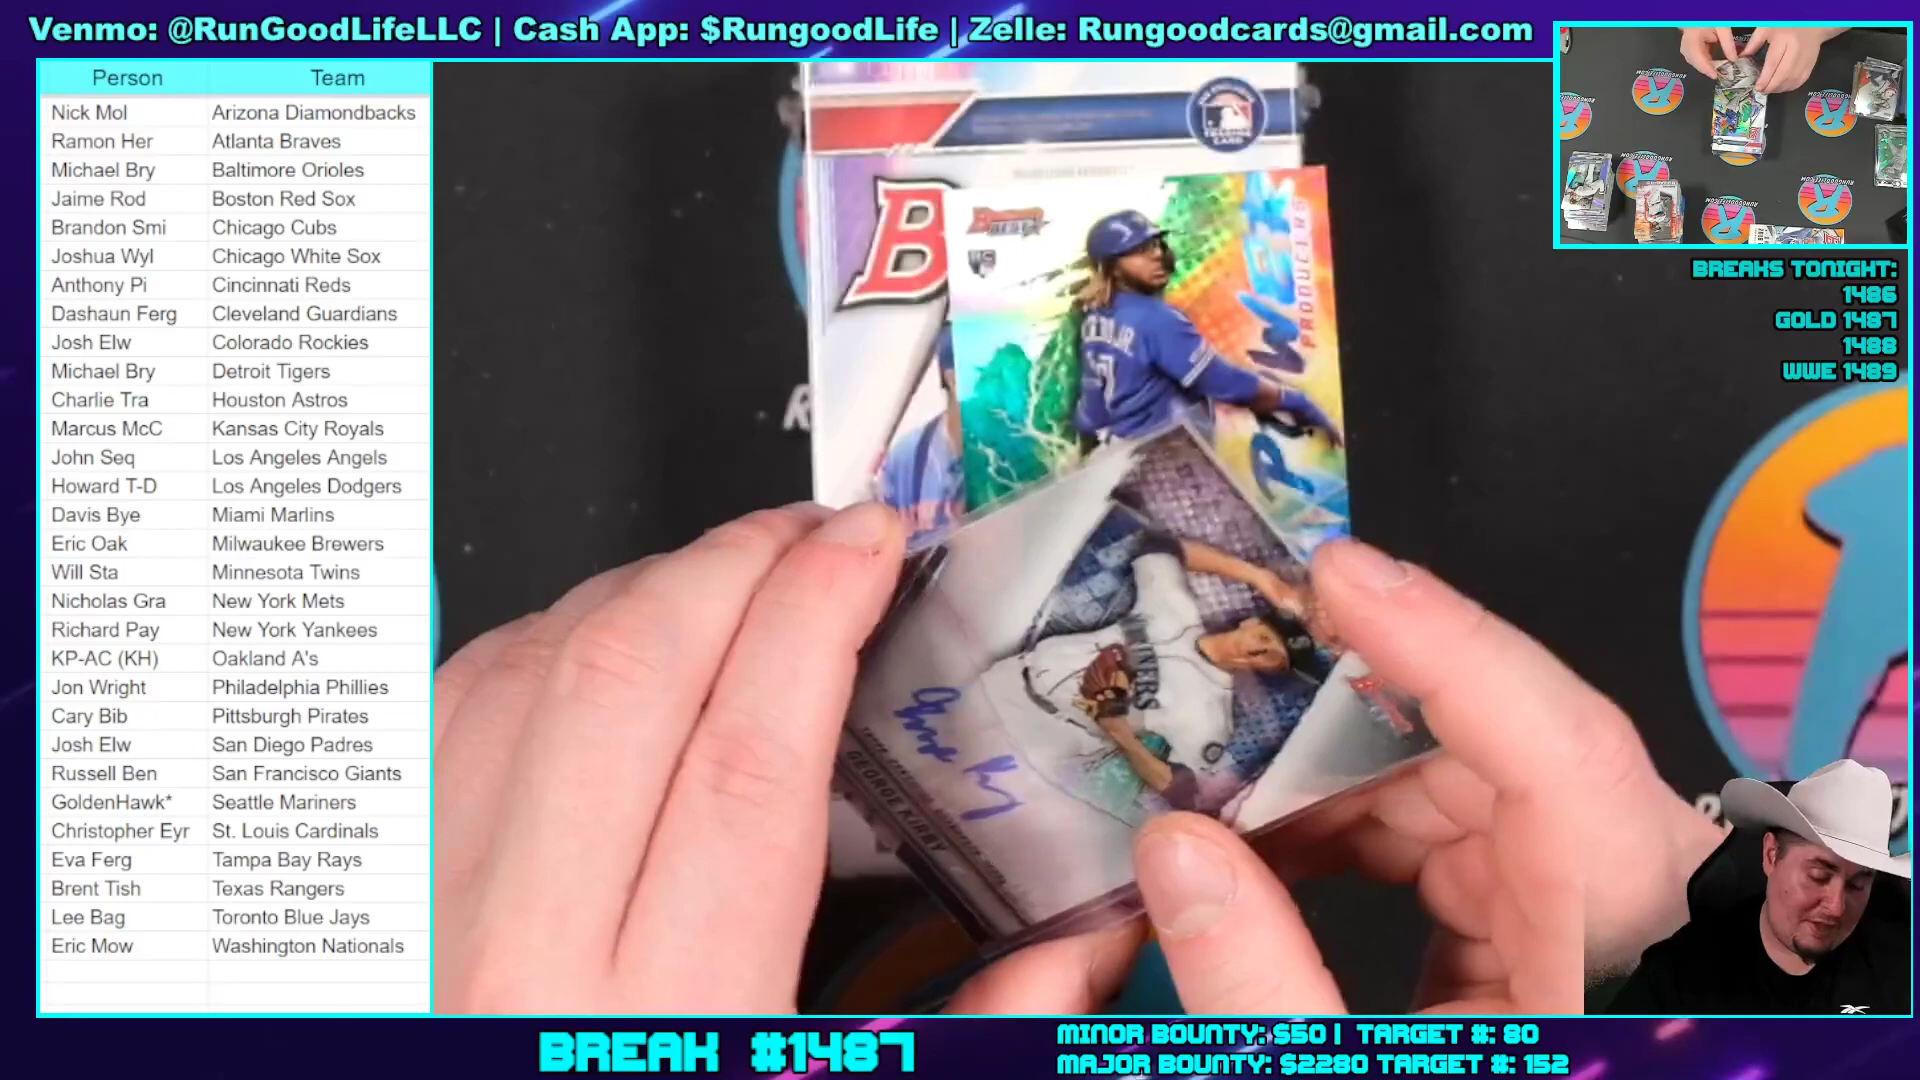 Venmo: @RunGoodLifeLLC | Cash App: $RungoodLife | Zelle: Rungoodcards@gmail.com
Person Team
Nick Mol Arizona Diamondbacks
Ramon Her Atlanta Braves
Michael Bry Baltimore Orioles
Jaime Rod Boston Red Sox
Brandon Smi Chicago Cubs
Joshua Wyl Chicago White Sox
Anthony Pi Cincinnati Reds
Dashaun Ferg Cleveland Guardians
Josh Elw Colorado Rockies
Michael Bry Detroit Tigers
Charlie Tra Houston Astros
Marcus McC Kansas City Royals
John Seq Los Angeles Angels
Howard T-D Los Angeles Dodgers
Davis Bye Miami Marlins
Eric Oak Milwaukee Brewers
Will Sta Minnesota Twins
Nicholas Gra New York Mets
Richard Pay New York Yankees
KP-AC (KH) Oakland A's
Jon Wright Philadelphia Phillies
Cary Bib Pittsburgh Pirates
Josh Elw San Diego Padres
Russell Ben San Francisco Giants
GoldenHawk* Seattle Mariners
Christopher Eyr St. Louis Cardinals
Eva Ferg Tampa Bay Rays
Brent Tish Texas Rangers
Lee Bag Toronto Blue Jays
Eric Mow Washington Nationals
B
POWER
PRODUCERS
MARINERS
GEORGE KIRBY
BREAKS TONIGHT:
1486
GOLD 1487
1488
WWE 1489
BREAK #1487
MINOR BOUNTY: $50 | TARGET #: 80
MAJOR BOUNTY: $2280 TARGET #: 152